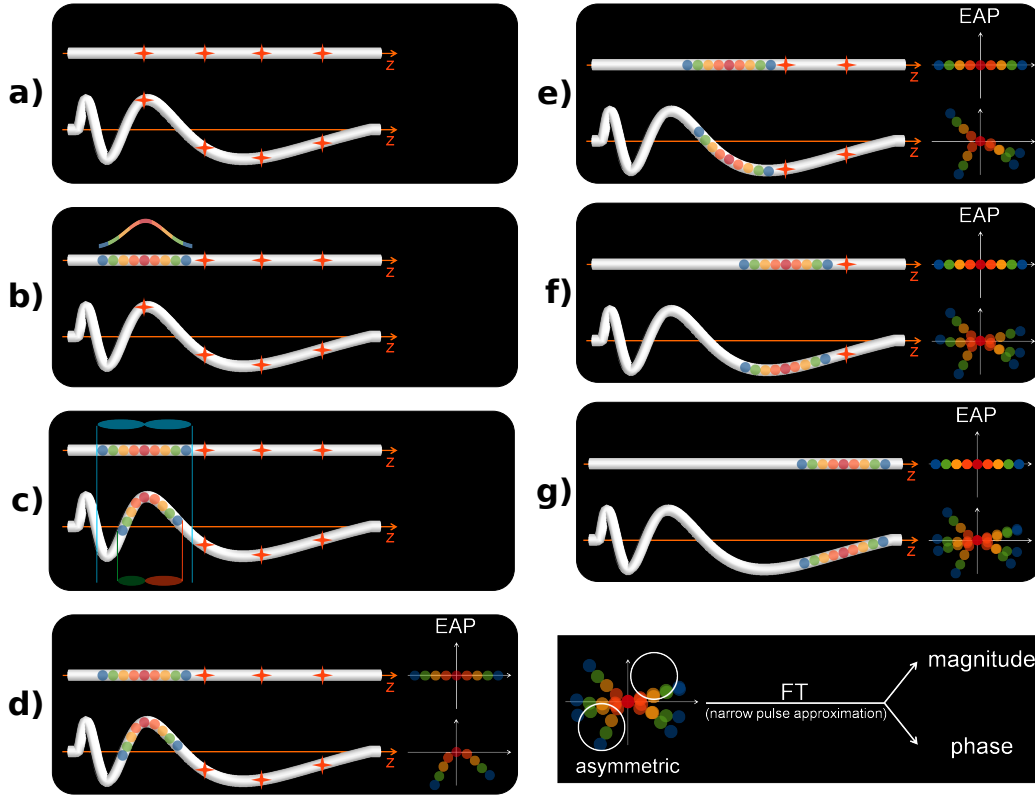 a)
z
z
b)
z
z
c)
z
z
d)
EAP
z
z
e)
EAP
z
z
f)
EAP
z
z
g)
EAP
z
z
asymmetric
FT
(narrow pulse approximation)
magnitude
phase